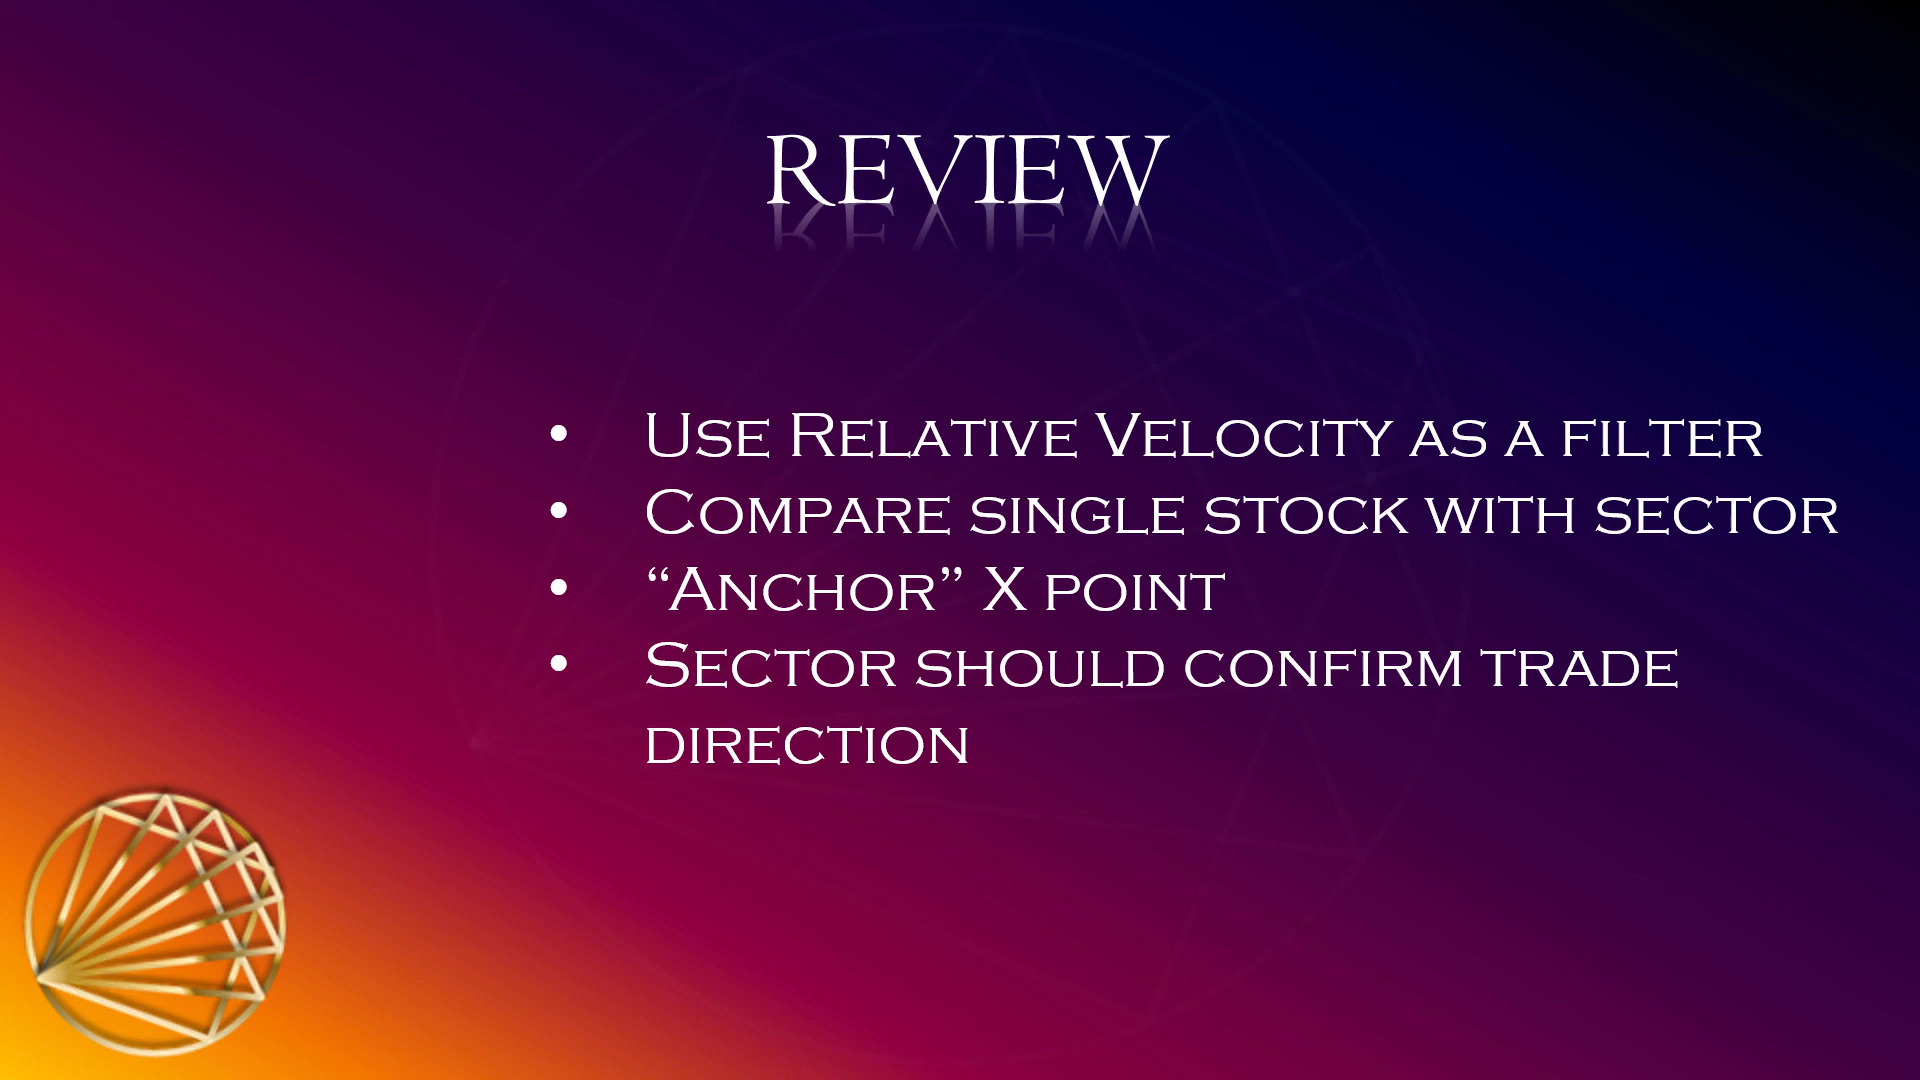 REVIEW
• Use Relative Velocity as a filter
• Compare single stock with sector
• “Anchor” X point
• Sector should confirm trade
direction